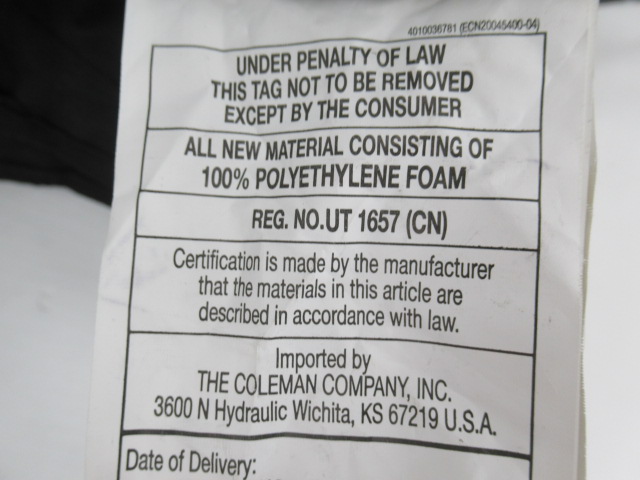 4010036781 (ECN20045400-04)
UNDER PENALTY OF LAW
THIS TAG NOT TO BE REMOVED
EXCEPT BY THE CONSUMER
ALL NEW MATERIAL CONSISTING OF
100% POLYETHYLENE FOAM
REG. NO.UT 1657 (CN)
Certification is made by the manufacturer
that the materials in this article are
described in accordance with law.
Imported by
THE COLEMAN COMPANY, INC.
3600 N Hydraulic Wichita, KS 67219 U.S.A.
Date of Delivery: